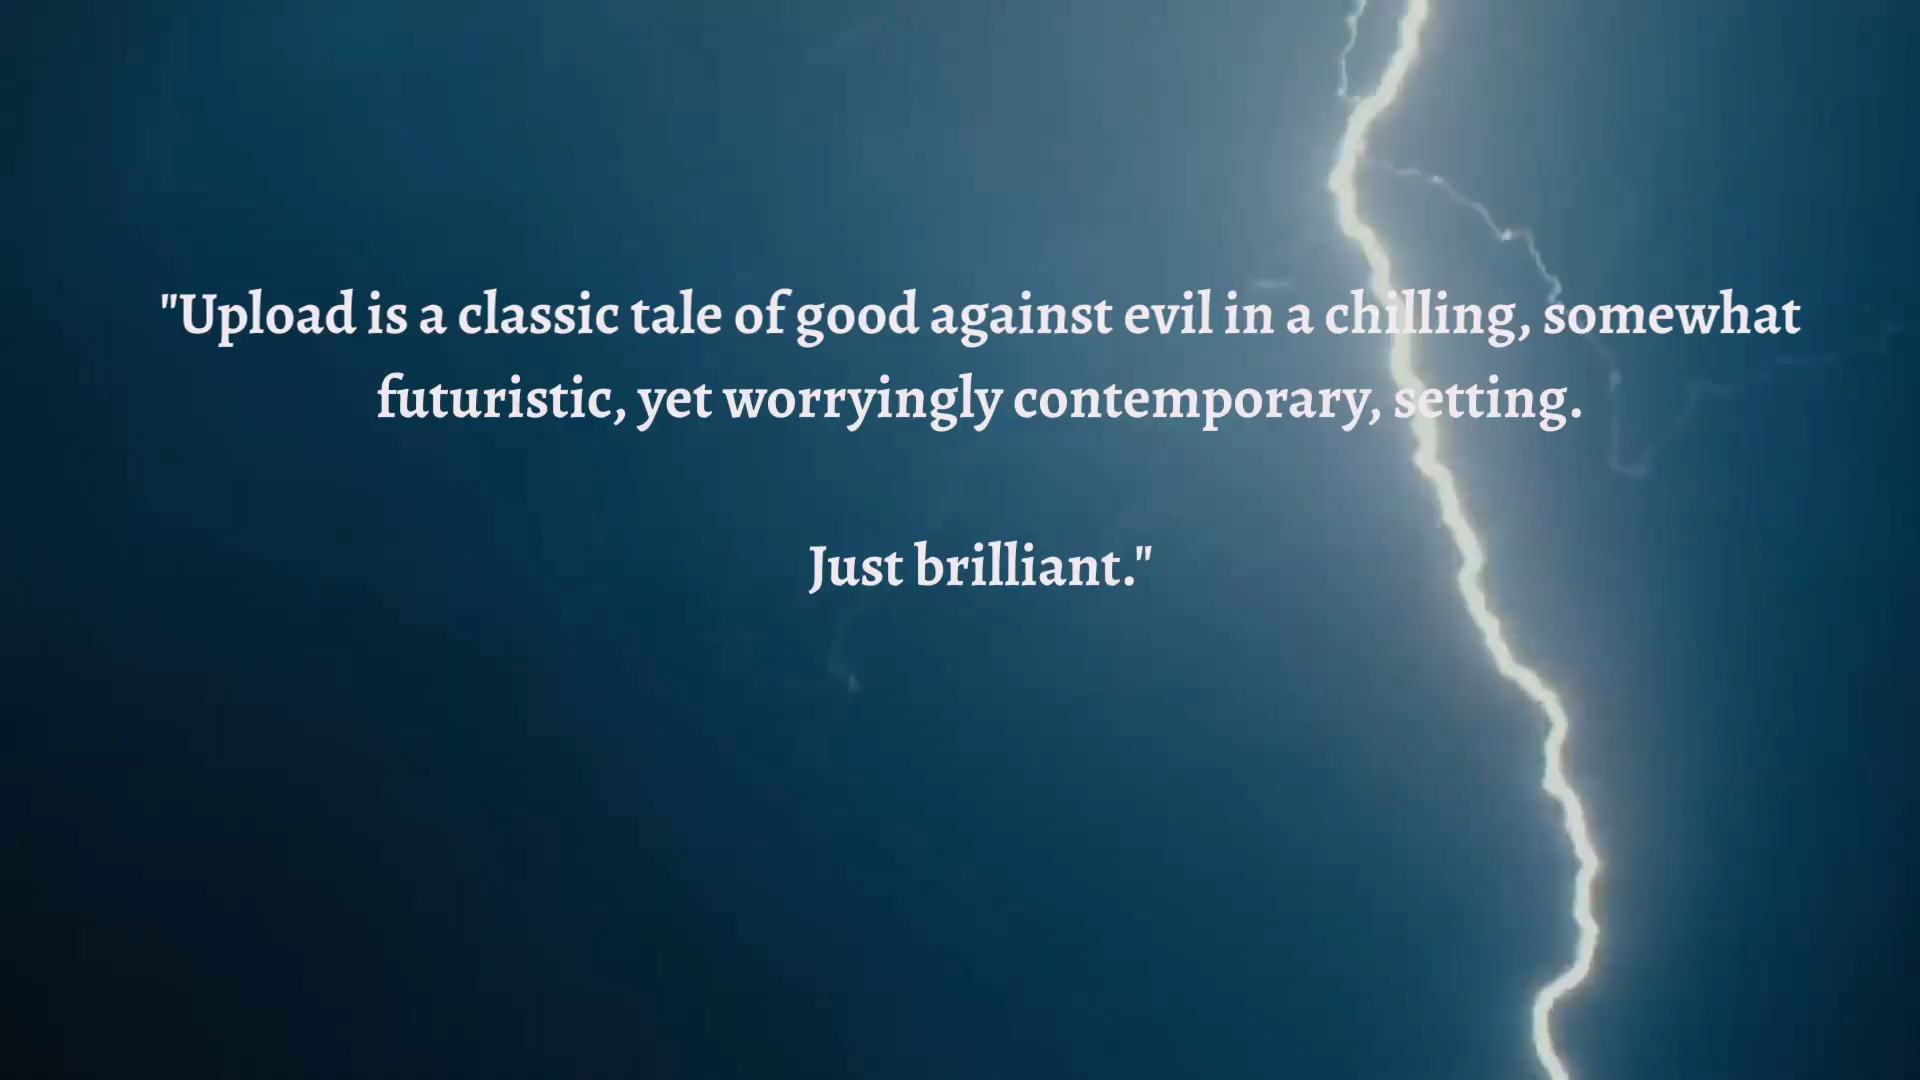 "Upload is a classic tale of good against evil in a chilling, somewhat
futuristic, yet worryingly contemporary, setting.
Just brilliant."